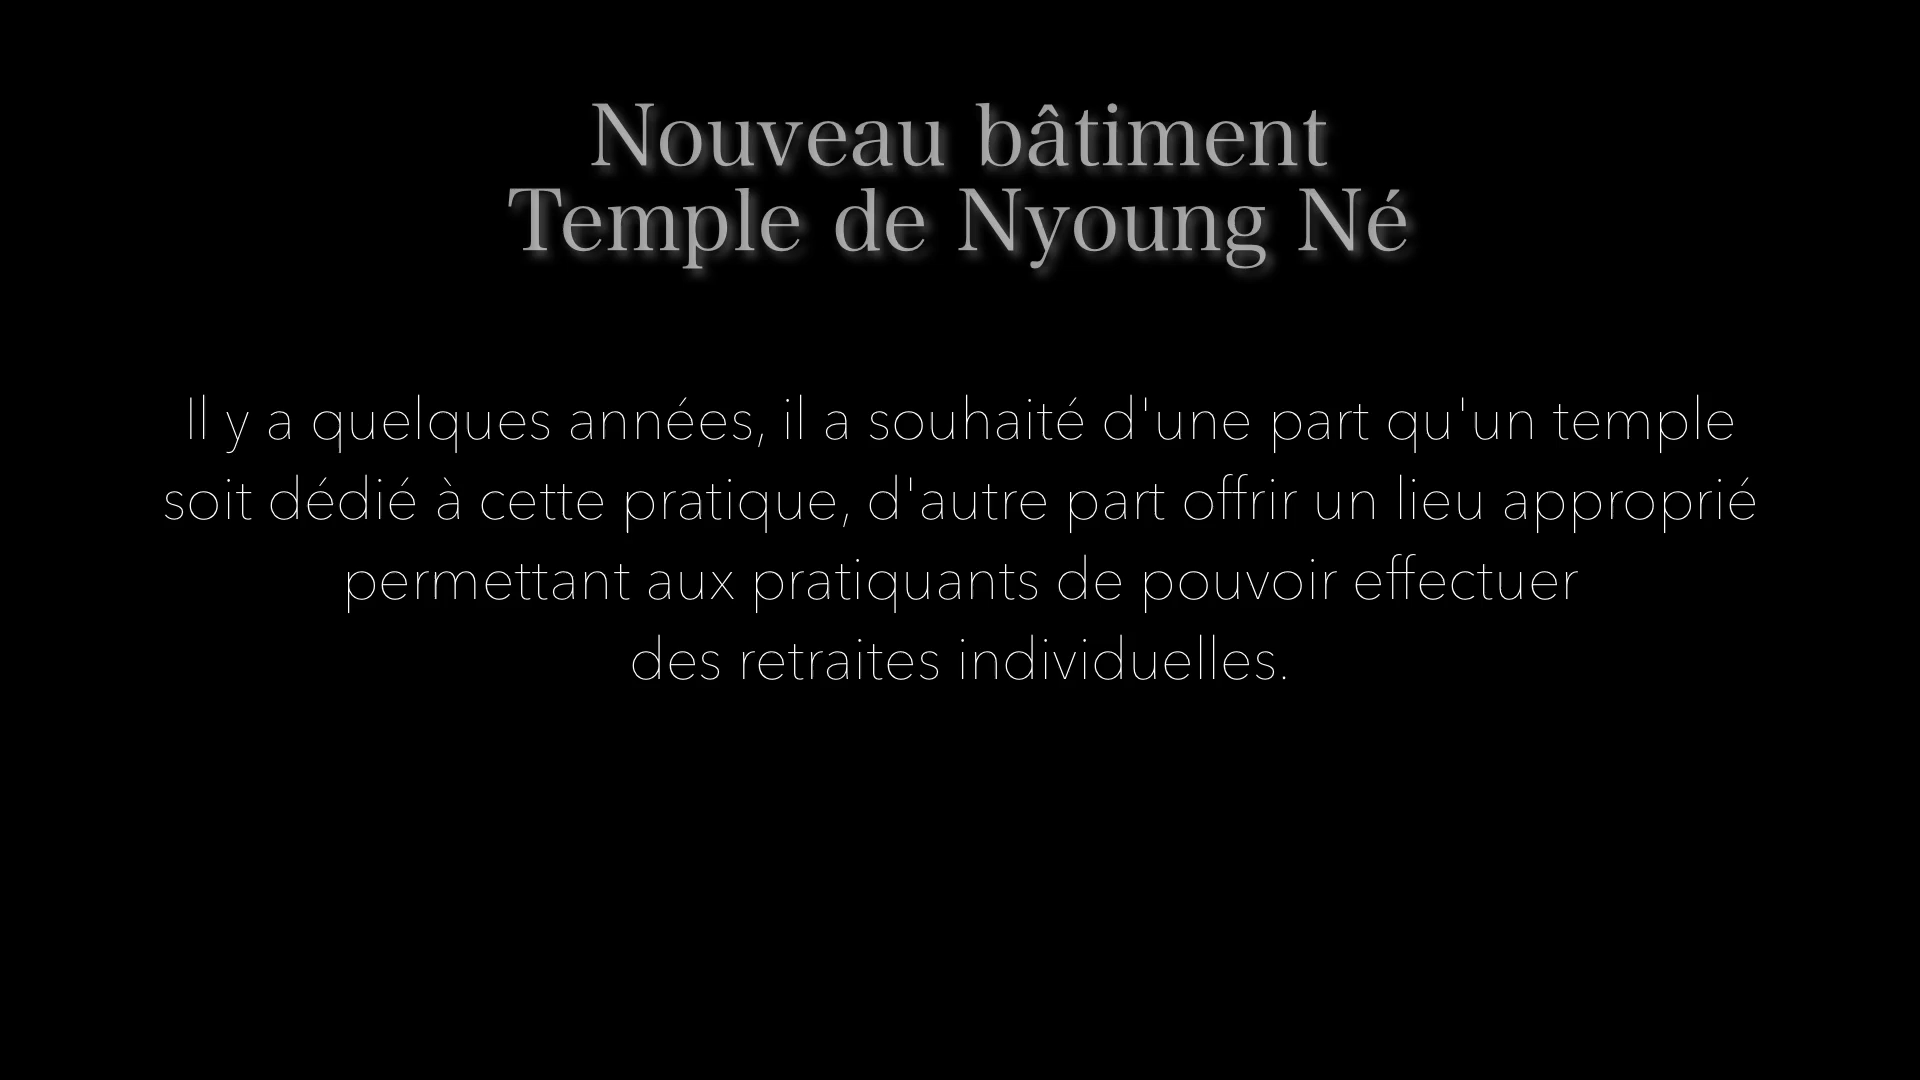 Nouveau bâtiment
Temple de Nyoung Né
Il y a quelques années, il a souhaité d'une part qu'un temple
soit dédié à cette pratique, d'autre part offrir un lieu approprié
permettant aux pratiquants de pouvoir effectuer
des retraites individuelles.